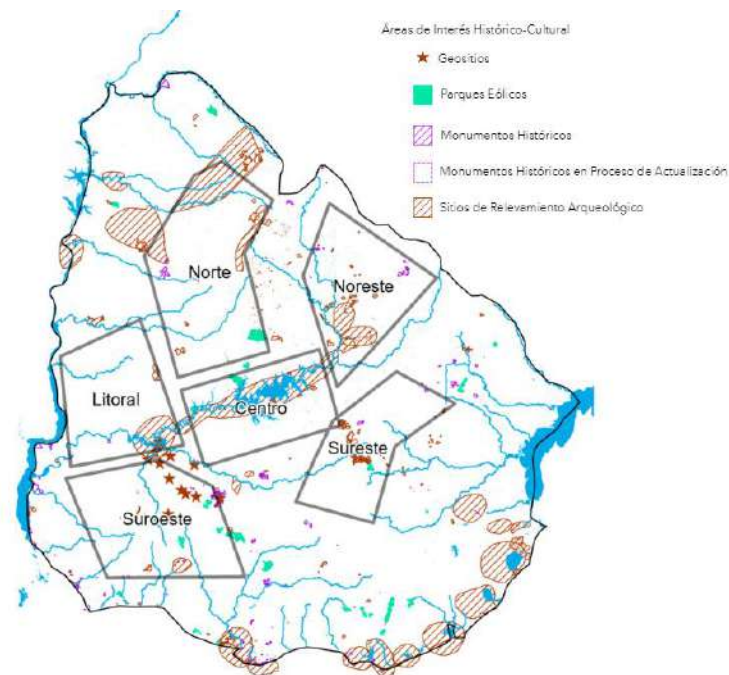 Áreas de Interés Histórico-Cultural
Geositios
Parques Eólicos
Monumentos Históricos
Monumentos Históricos en Proceso de Actualización
Sitios de Relevamiento Arqueológico
Norte
Noreste
Litoral
Centro
Sureste
Suroeste